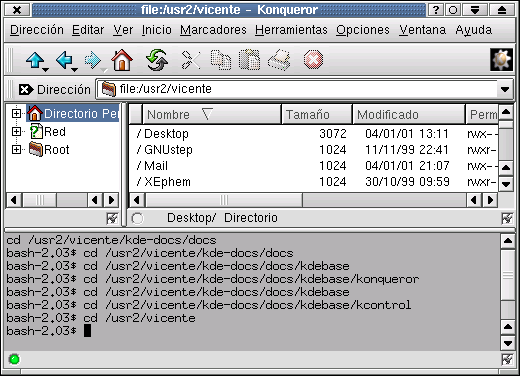 file:/usr2/vicente - Konqueror
Dirección Editar Ver Inicio Marcadores Herramientas Opciones Ventana Ayuda
Dirección file:/usr2/vicente
Directorio Per
Red
Root
Nombre Tamaño Modificado Perm
/ Desktop 3072 04/01/01 13:11 rwx--
/ GNUstep 1024 11/11/99 22:41 rwxr-
/ Mail 1024 04/01/01 21:07 rwx--
/ XEphem 1024 30/10/99 09:59 rwxr-
Desktop/ Directorio
cd /usr2/vicente/kde-docs/docs
bash-2.03$ cd /usr2/vicente/kde-docs/docs
bash-2.03$ cd /usr2/vicente/kde-docs/docs/kdebase
bash-2.03$ cd /usr2/vicente/kde-docs/docs/kdebase/konqueror
bash-2.03$ cd /usr2/vicente/kde-docs/docs/kdebase
bash-2.03$ cd /usr2/vicente/kde-docs/docs/kdebase/kcontrol
bash-2.03$ cd /usr2/vicente
bash-2.03$